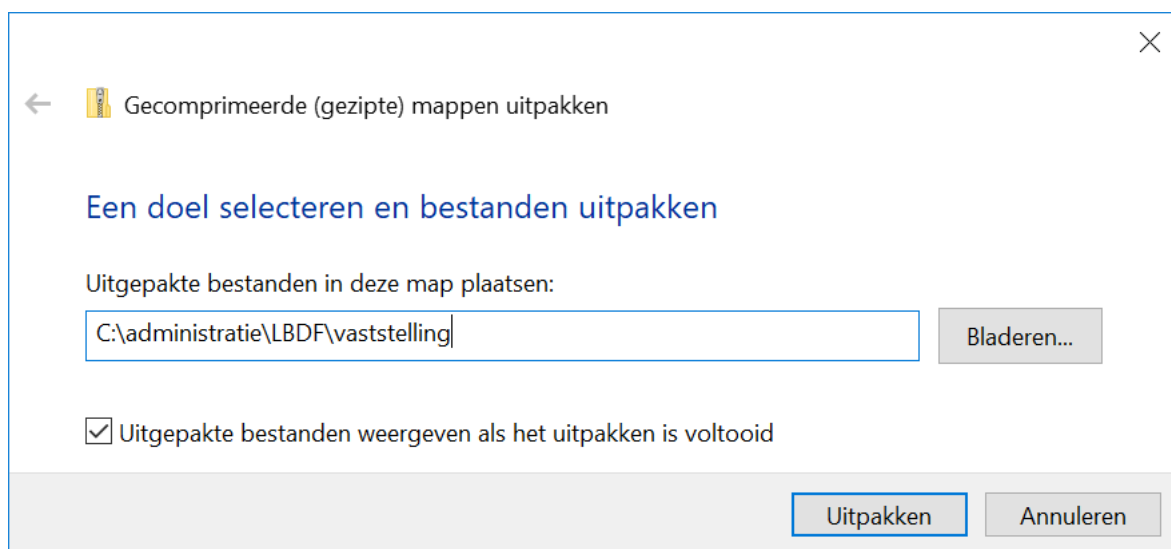 Gecomprimeerde (gezipte) mappen uitpakken
Een doel selecteren en bestanden uitpakken
Uitgepakte bestanden in deze map plaatsen:
C:\administratie\LBDF\vaststelling
Bladeren...
Uitgepakte bestanden weergeven als het uitpakken is voltooid
Uitpakken
Annuleren